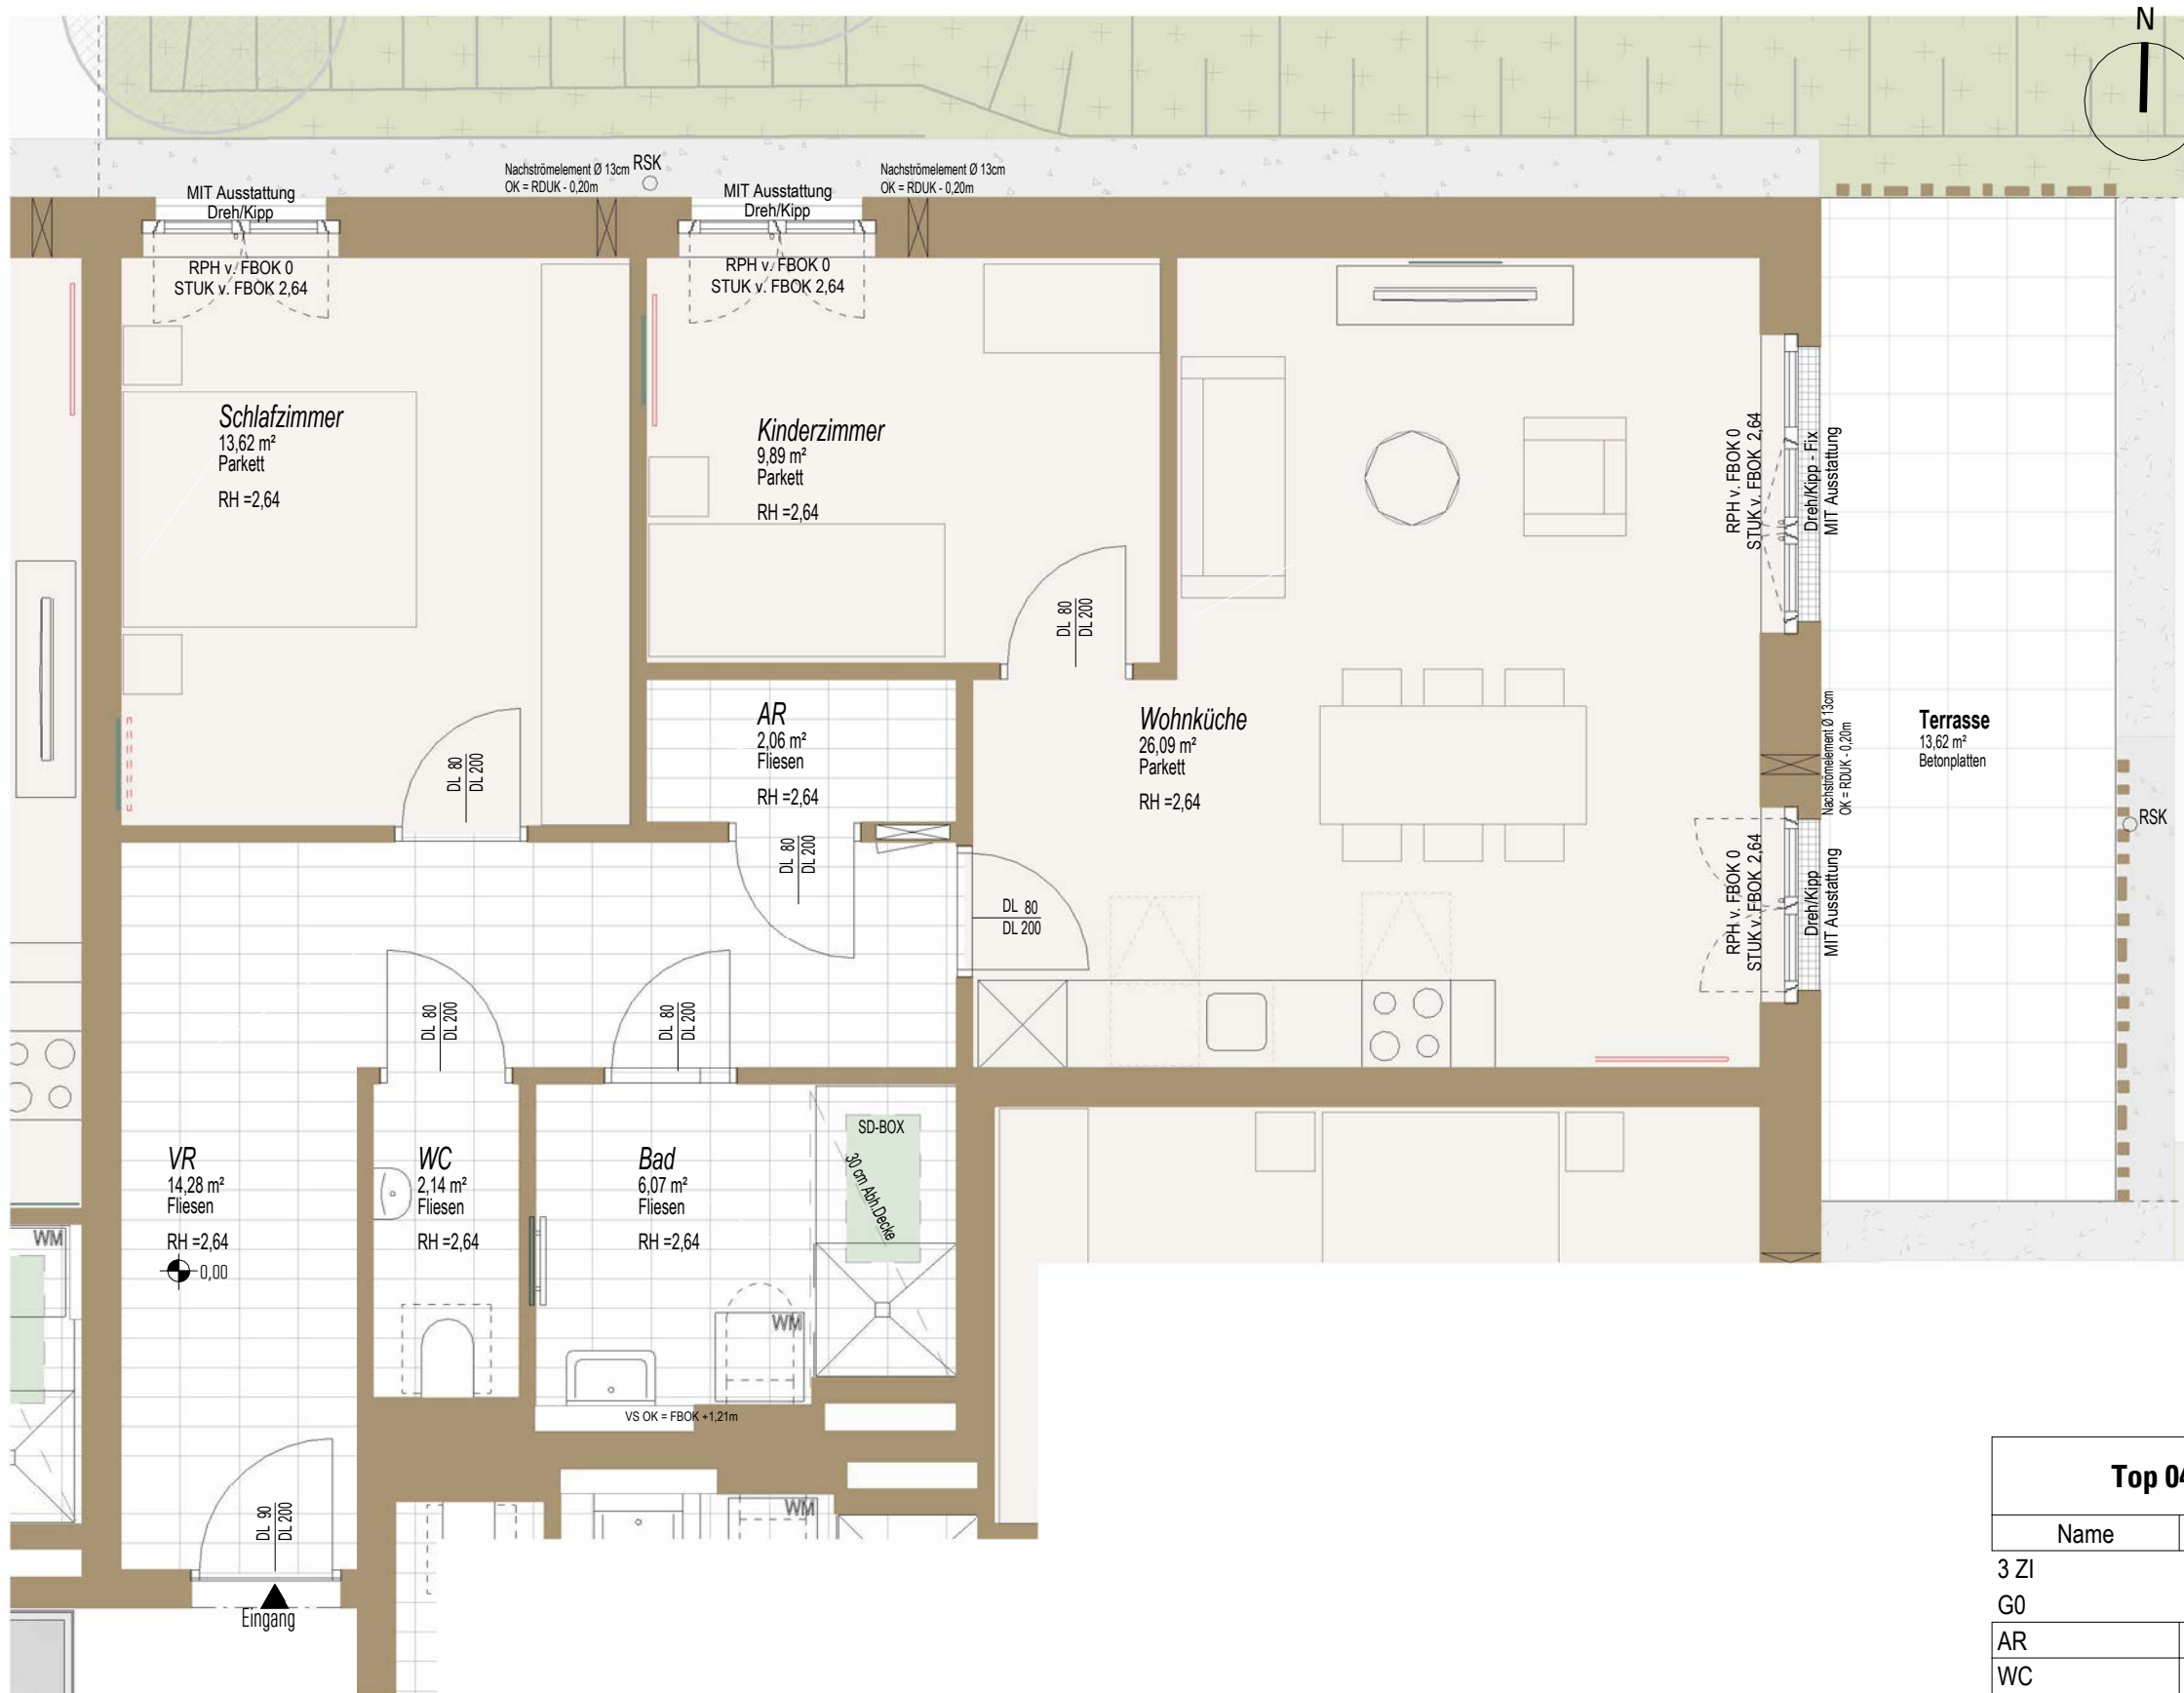 N
Nachströmelement Ø 13cm
OK = RDUK - 0,20m
RSK
Nachströmelement Ø 13cm
OK = RDUK - 0,20m
MIT Ausstattung
Dreh/Kipp
MIT Ausstattung
Dreh/Kipp
RPH v. FBOK 0
STUK v. FBOK 2,64
RPH v. FBOK 0
STUK v. FBOK 2,64
Schlafzimmer
13,62 m²
Parkett
RH =2,64
Kinderzimmer
9,89 m²
Parkett
RH =2,64
RPH v. FBOK 0
STUK v. FBOK 2,64
Dreh/Kipp - Fix
MIT Ausstattung
DL 80
DL 200
AR
2,06 m²
Fliesen
RH =2,64
Wohnküche
26,09 m²
Parkett
RH =2,64
Nachströmelement Ø 13cm
OK = RDUK - 0,20m
Terrasse
13,62 m²
Betonplatten
RSK
DL 80
DL 200
DL 80
DL 200
DL 80
DL 200
RPH v. FBOK 0
STUK v. FBOK 2,64
Dreh/Kipp
MIT Ausstattung
DL 80
DL 200
DL 80
DL 200
SD-BOX
30 cm Abh.Decke
VR
14,28 m²
Fliesen
RH =2,64
0,00
WC
2,14 m²
Fliesen
RH =2,64
Bad
6,07 m²
Fliesen
RH =2,64
WM
WM
VS OK = FBOK +1,21m
WM
DL 90
DL 200
Eingang
Top 04
Name
3 ZI
G0
AR
WC